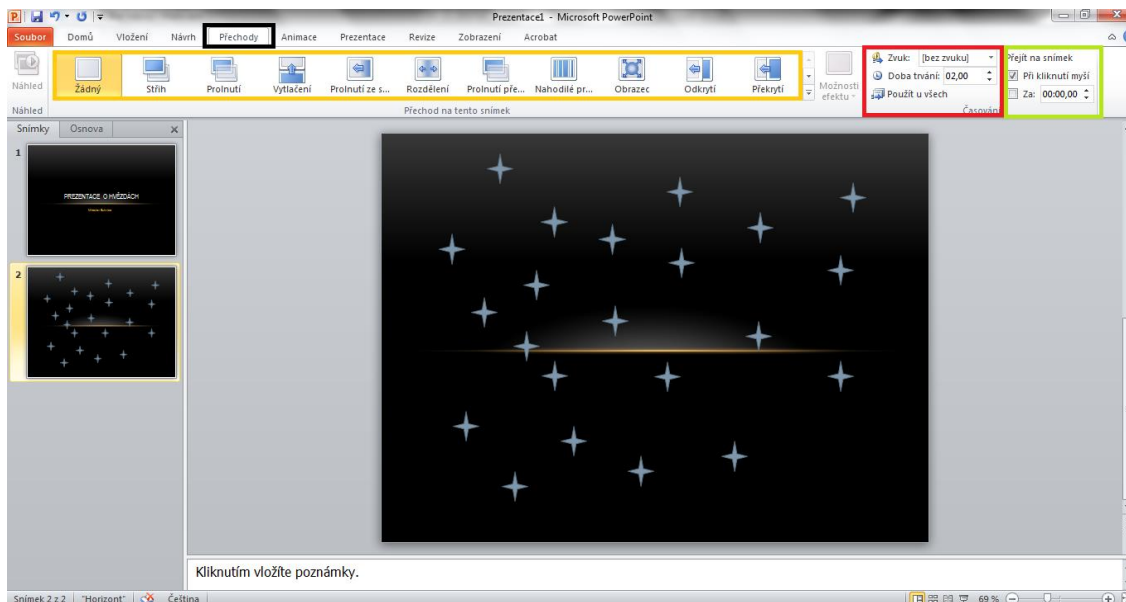 Prezentace1 - Microsoft PowerPoint
Soubor Domů Vložení Návrh Přechody Animace Prezentace Revize Zobrazení Acrobat
Náhled
Žádný Střih Prolnutí Vytlačení Prolnutí ze s... Rozdělení Prolnutí pře... Nahodilé pr... Obrazec Odkrytí Překrytí
Možnosti efektu
Zvuk: [bez zvuku]
Doba trvání: 02,00
Použít u všech
Přejít na snímek
Při kliknutí myší
Za: 00:00,00
Náhled Přechod na tento snímek Časování
Snímky Osnova
1
PREZENTACE O HVĚZDÁCH
2
Kliknutím vložíte poznámky.
Snímek 2 z 2 "Horizont" Čeština 69 %